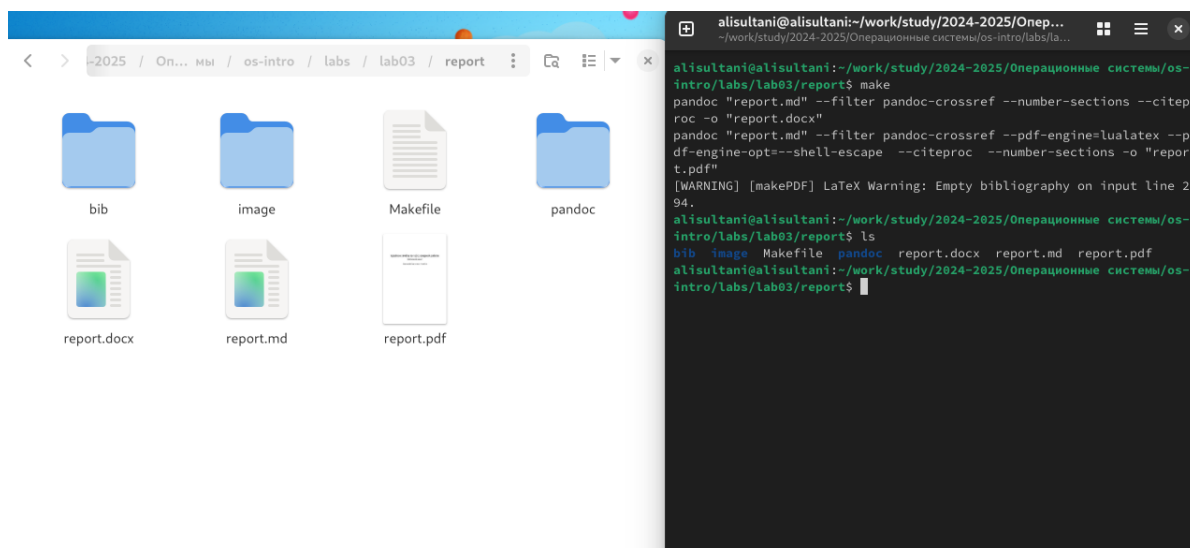 -2025 / Оп... мы / os-intro / labs / lab03 / report
bib
image
Makefile
pandoc
report.docx
report.md
report.pdf
alisultani@alisultani:~/work/study/2024-2025/Опер...
~/work/study/2024-2025/Операционные системы/os-intro/labs/la...
alisultani@alisultani:~/work/study/2024-2025/Операционные системы/os-
intro/labs/lab03/report$ make
pandoc "report.md" --filter pandoc-crossref --number-sections --citep
roc -o "report.docx"
pandoc "report.md" --filter pandoc-crossref --pdf-engine=lualatex --p
df-engine-opt=--shell-escape  --citeproc  --number-sections -o "repor
t.pdf"
[WARNING] [makePDF] LaTeX Warning: Empty bibliography on input line 2
94.
alisultani@alisultani:~/work/study/2024-2025/Операционные системы/os-
intro/labs/lab03/report$ ls
bib  image  Makefile  pandoc  report.docx  report.md  report.pdf
alisultani@alisultani:~/work/study/2024-2025/Операционные системы/os-
intro/labs/lab03/report$